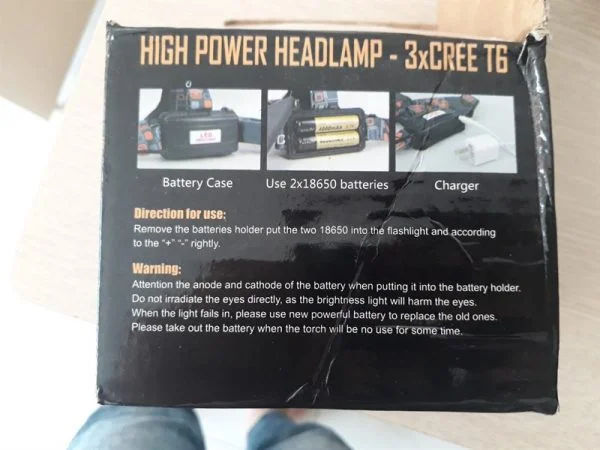 HIGH POWER HEADLAMP - 3xCREE T6
Battery Case
Use 2x18650 batteries
Charger
Direction for use:
Remove the batteries holder put the two 18650 into the flashlight and according
to the "+" "-" rightly.
Warning:
Attention the anode and cathode of the battery when putting it into the battery holder.
Do not irradiate the eyes directly, as the brightness light will harm the eyes.
When the light fails in, please use new powerful battery to replace the old ones.
Please take out the battery when the torch will be no use for some time.